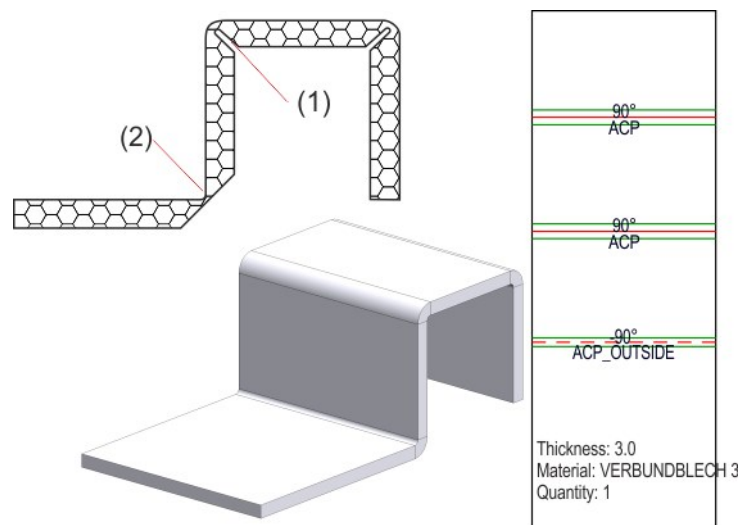 (1)
(2)
90°
ACP
90°
ACP
-90°
ACP_OUTSIDE
Thickness: 3.0
Material: VERBUNDBLECH 3
Quantity: 1